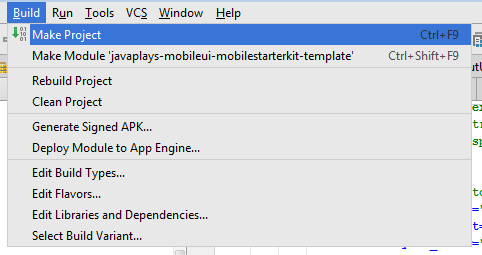 Build Run Tools VCS Window Help
Make Project Ctrl+F9
Make Module 'javaplays-mobileui-mobilestarterkit-template' Ctrl+Shift+F9
Rebuild Project
Clean Project
Generate Signed APK...
Deploy Module to App Engine...
Edit Build Types...
Edit Flavors...
Edit Libraries and Dependencies...
Select Build Variant...